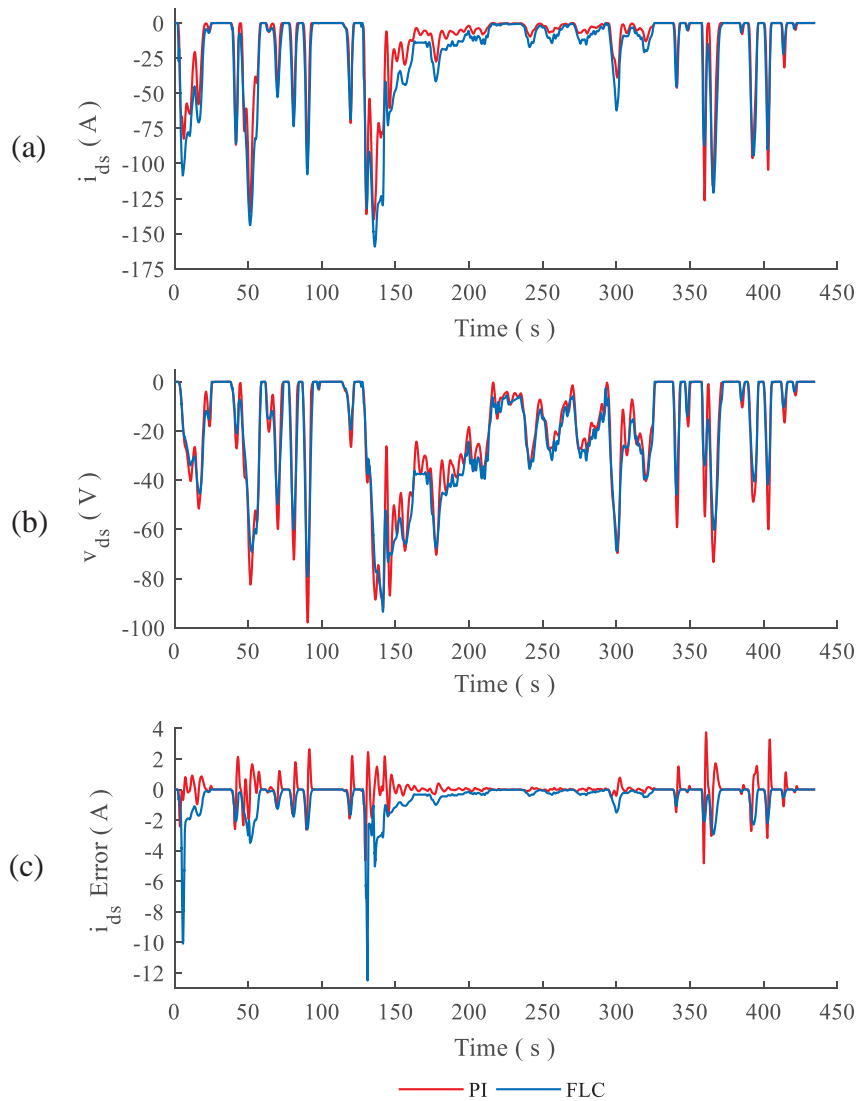 (a)
i_ds ( A )
0
-25
-50
-75
-100
-125
-150
-175
0 50 100 150 200 250 300 350 400 450
Time ( s )
(b)
v_ds ( V )
0
-20
-40
-60
-80
-100
0 50 100 150 200 250 300 350 400 450
Time ( s )
(c)
i_ds Error ( A )
4
2
0
-2
-4
-6
-8
-10
-12
0 50 100 150 200 250 300 350 400 450
Time ( s )
PI FLC